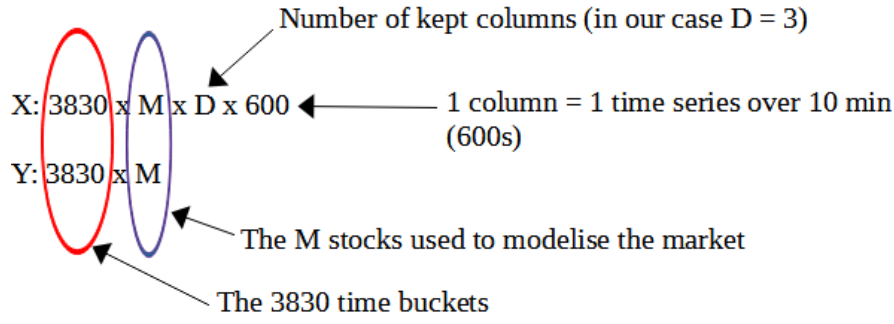 Number of kept columns (in our case D = 3)
X: 3830 x M x D x 600
1 column = 1 time series over 10 min
(600s)
Y: 3830 x M
The M stocks used to modelise the market
The 3830 time buckets